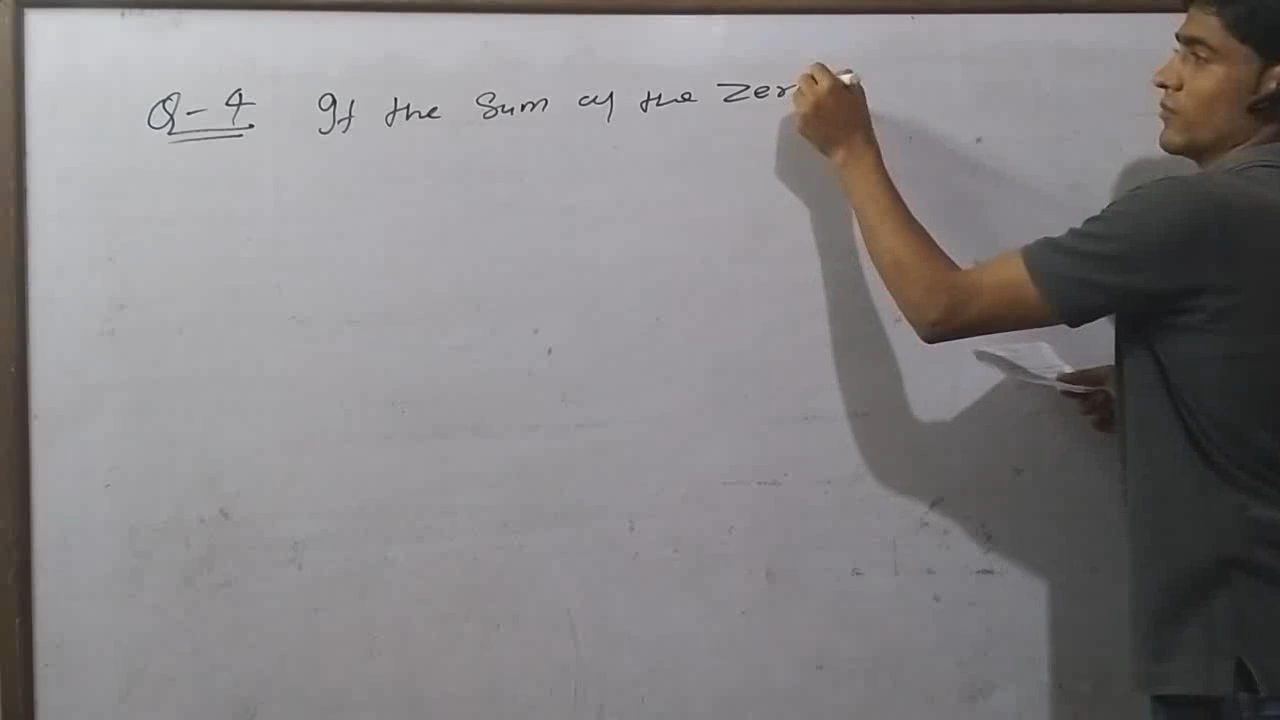 Q-4 If the Sum of the Zer